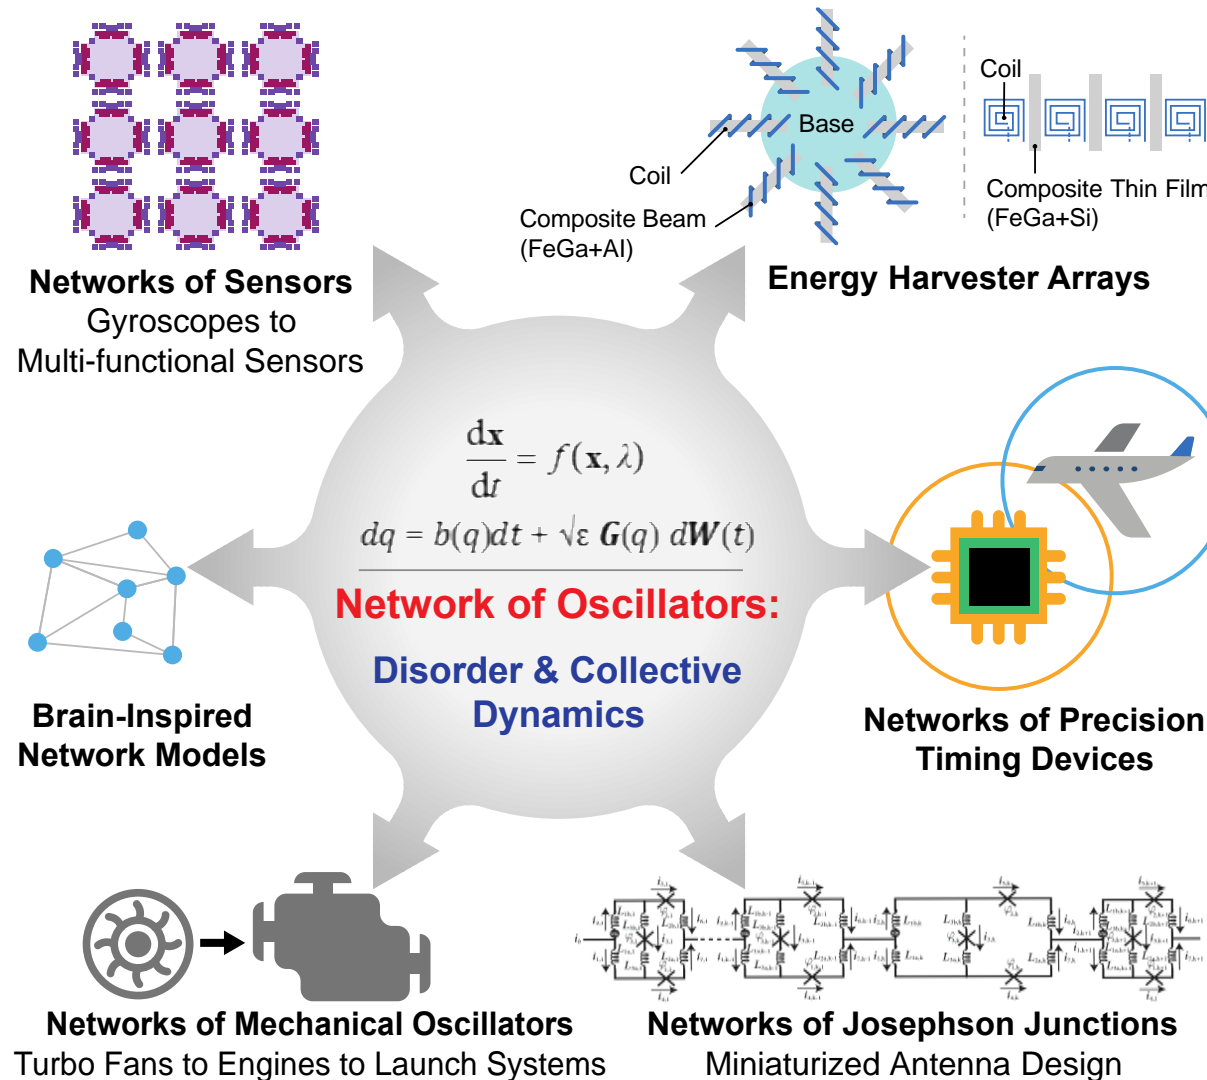 Coil
Base
Coil
Composite Beam
(FeGa+Al)
Composite Thin Film
(FeGa+Si)
Networks of Sensors
Gyroscopes to
Multi-functional Sensors
Energy Harvester Arrays
dx/dt = f(x, λ)
dq = b(q)dt + √ε G(q) dW(t)
Network of Oscillators:
Disorder & Collective
Dynamics
Brain-Inspired
Network Models
Networks of Precision
Timing Devices
Networks of Mechanical Oscillators
Turbo Fans to Engines to Launch Systems
Networks of Josephson Junctions
Miniaturized Antenna Design